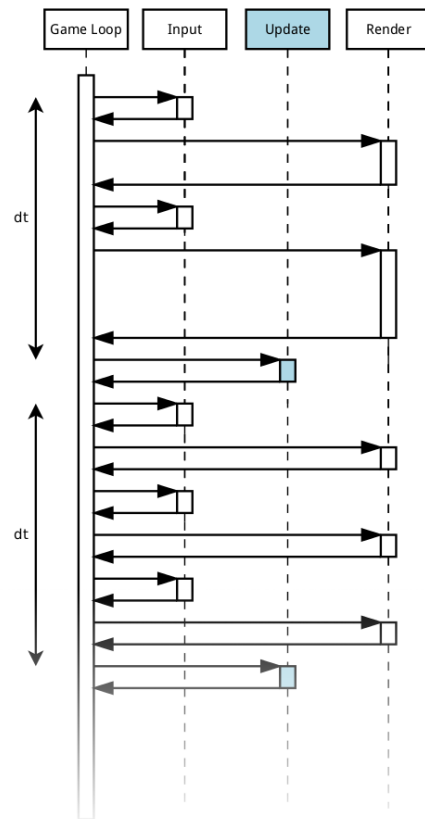 Game Loop
Input
Update
Render
dt
dt